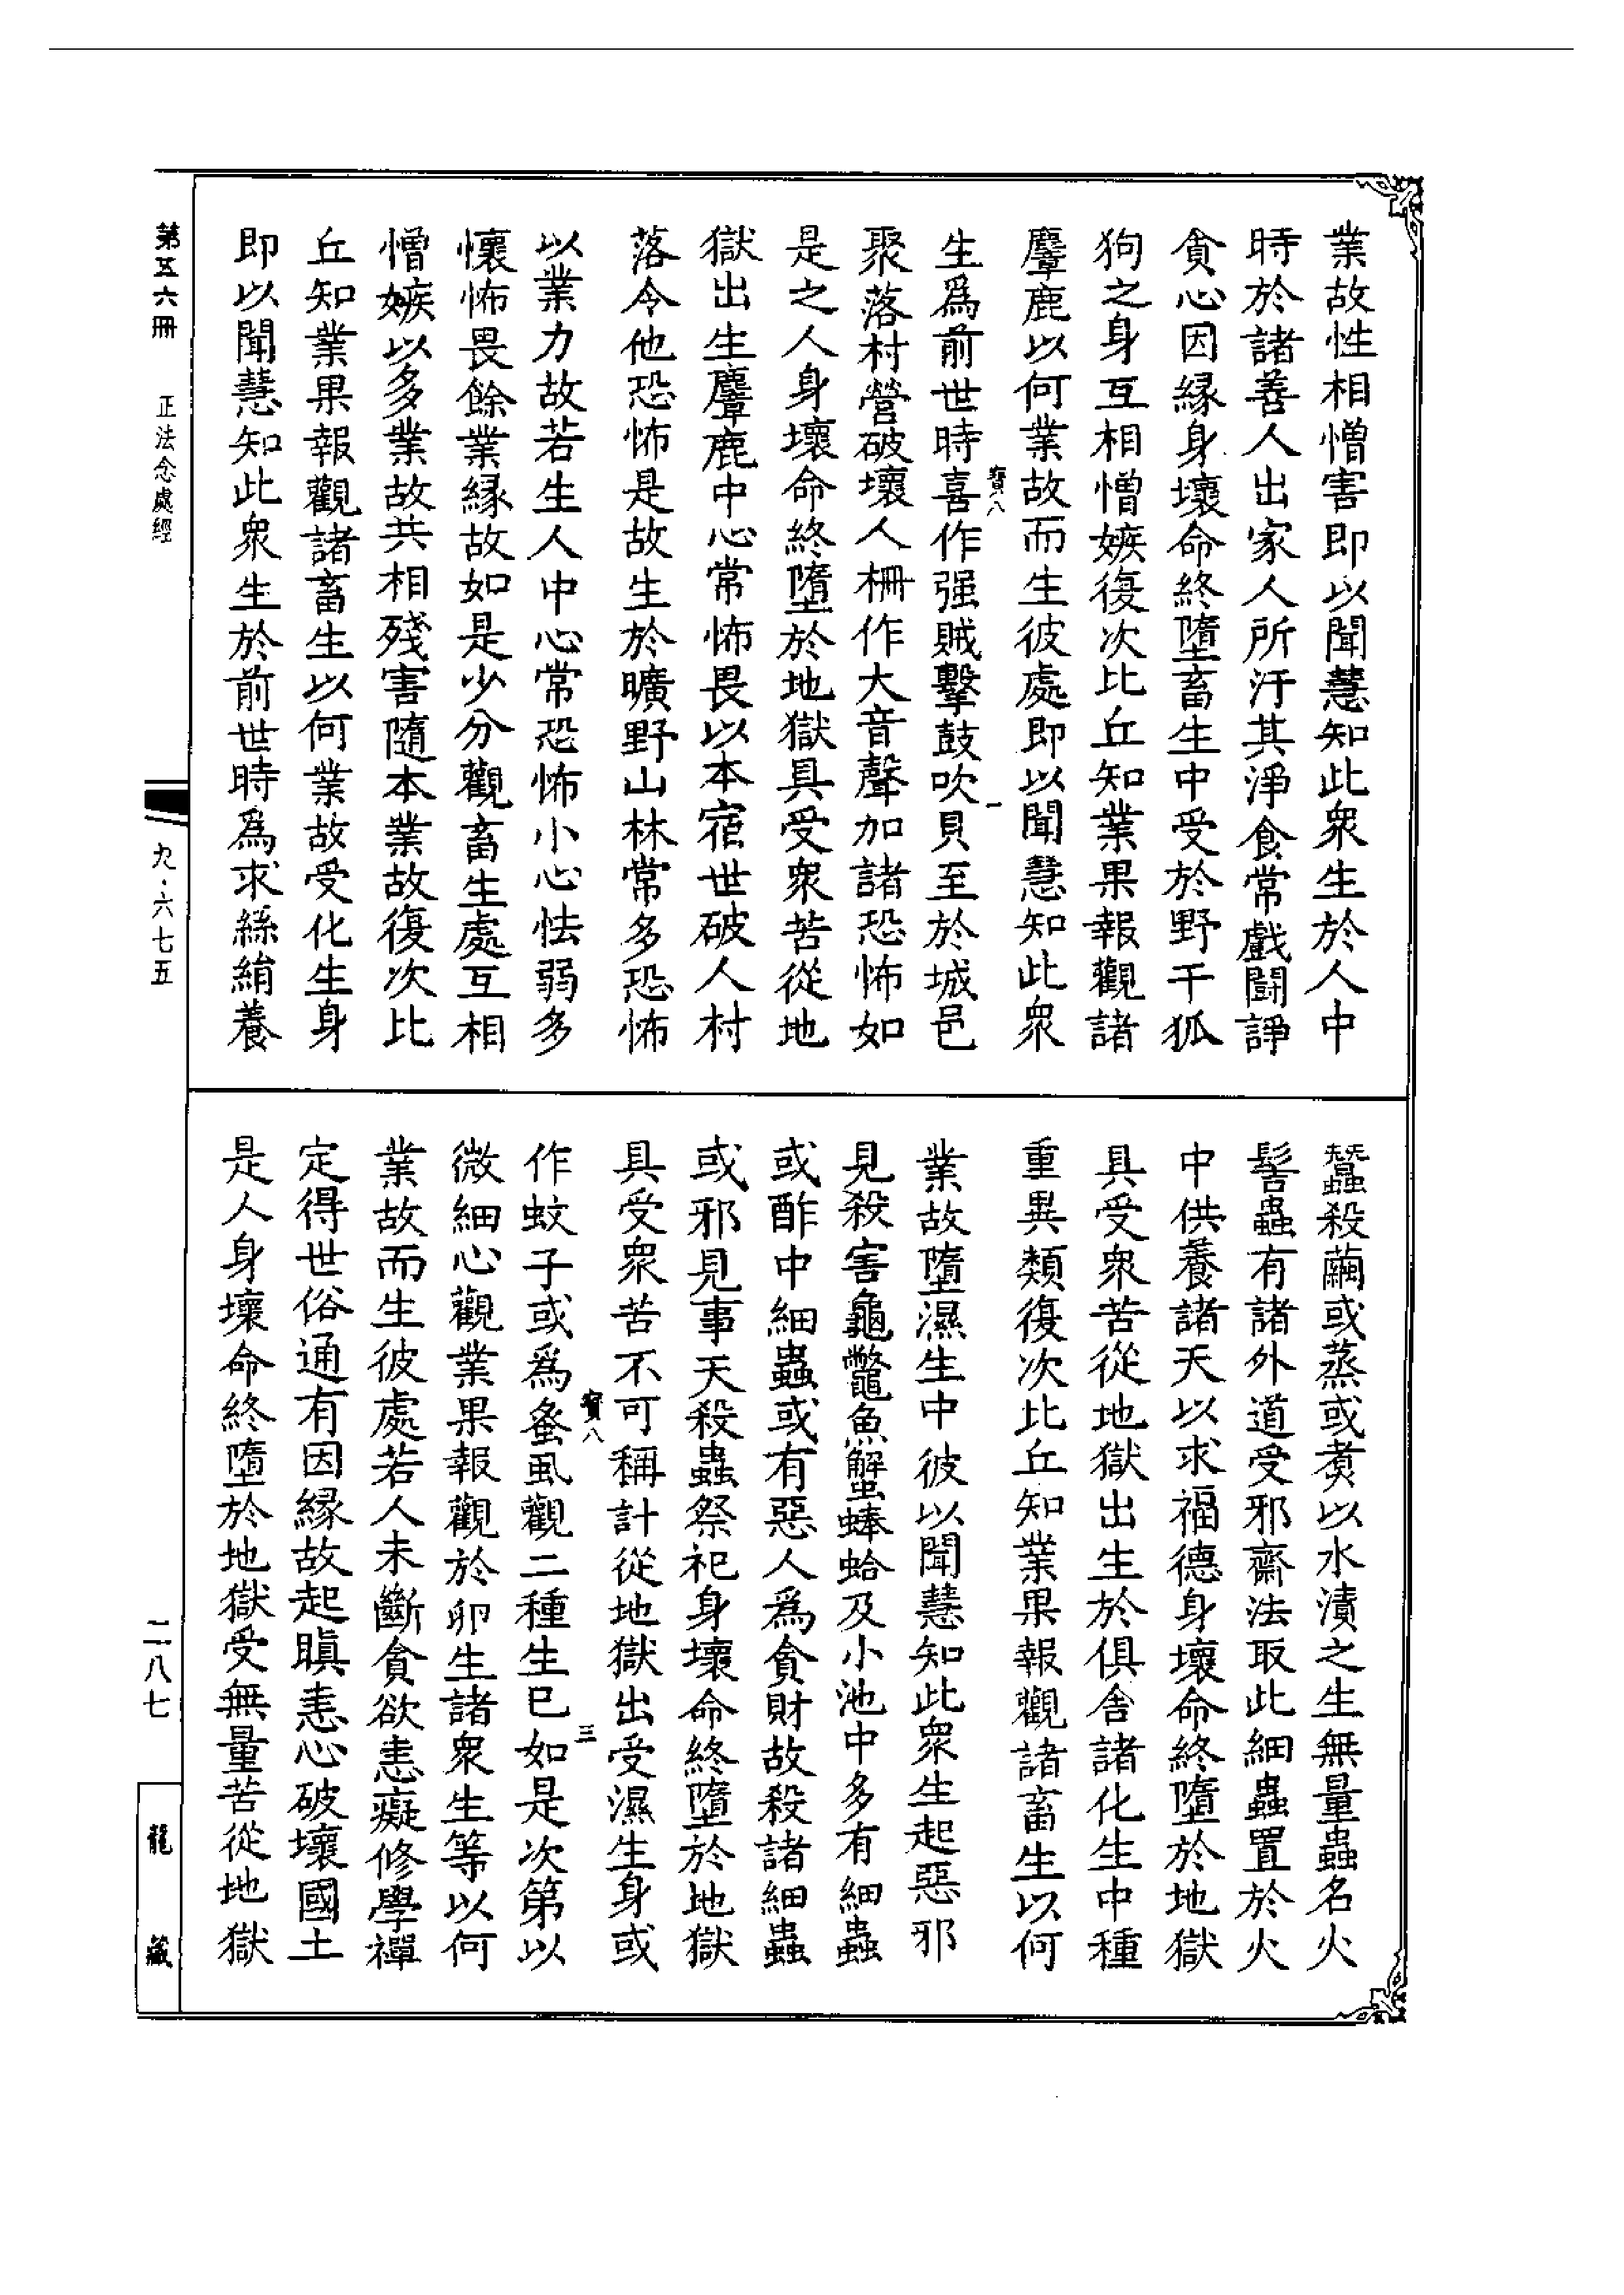 業故性相憎害即以聞慧知此衆生於人中
時於諸善人出家人所汙其淨食常戲鬪諍
貪心因緣身壞命終墮畜生中受於野干狐
狗之身互相憎嫉復次比丘知業果報觀諸
麞鹿以何業故而生彼處即以聞慧知此衆
寶八
一
生爲前世時喜作强賊擊鼓吹貝至於城邑
聚落村營破壞人柵作大音聲加諸恐怖如
是之人身壞命終墮於地獄具受衆苦從地
獄出生麞鹿中心常怖畏以本宿世破人村
落令他恐怖是故生於曠野山林常多恐怖
以業力故若生人中心常恐怖小心怯弱多
懷怖畏餘業緣故如是少分觀畜生處互相
憎嫉以多業故共相殘害隨本業故復次比
丘知業果報觀諸畜生以何業故受化生身
即以聞慧知此衆生於前世時爲求絲絹養
蠶殺繭或蒸或煑以水漬之生無量蟲名火
髻蟲有諸外道受邪齋法取此細蟲置於火
中供養諸天以求福德身壞命終墮於地獄
具受衆苦從地獄出生於俱舍諸化生中種
重異類復次比丘知業果報觀諸畜生以何
業故墮濕生中彼以聞慧知此衆生起惡邪
見殺害龜鼈魚蟹蜯蛤及小池中多有細蟲
或酢中細蟲或有惡人爲貪財故殺諸細蟲
或邪見事天殺蟲祭祀身壞命終墮於地獄
具受衆苦不可稱計從地獄出受濕生身或
寶八
三
作蚊子或爲蚤虱觀二種生已如是次第以
微細心觀業果報觀於卵生諸衆生等以何
業故而生彼處若人未斷貪欲恚癡修學禪
定得世俗通有因緣故起瞋恚心破壞國土
是人身壞命終墮於地獄受無量苦從地獄
第五六冊
正法念處經
九·六七五
二八七
龍藏